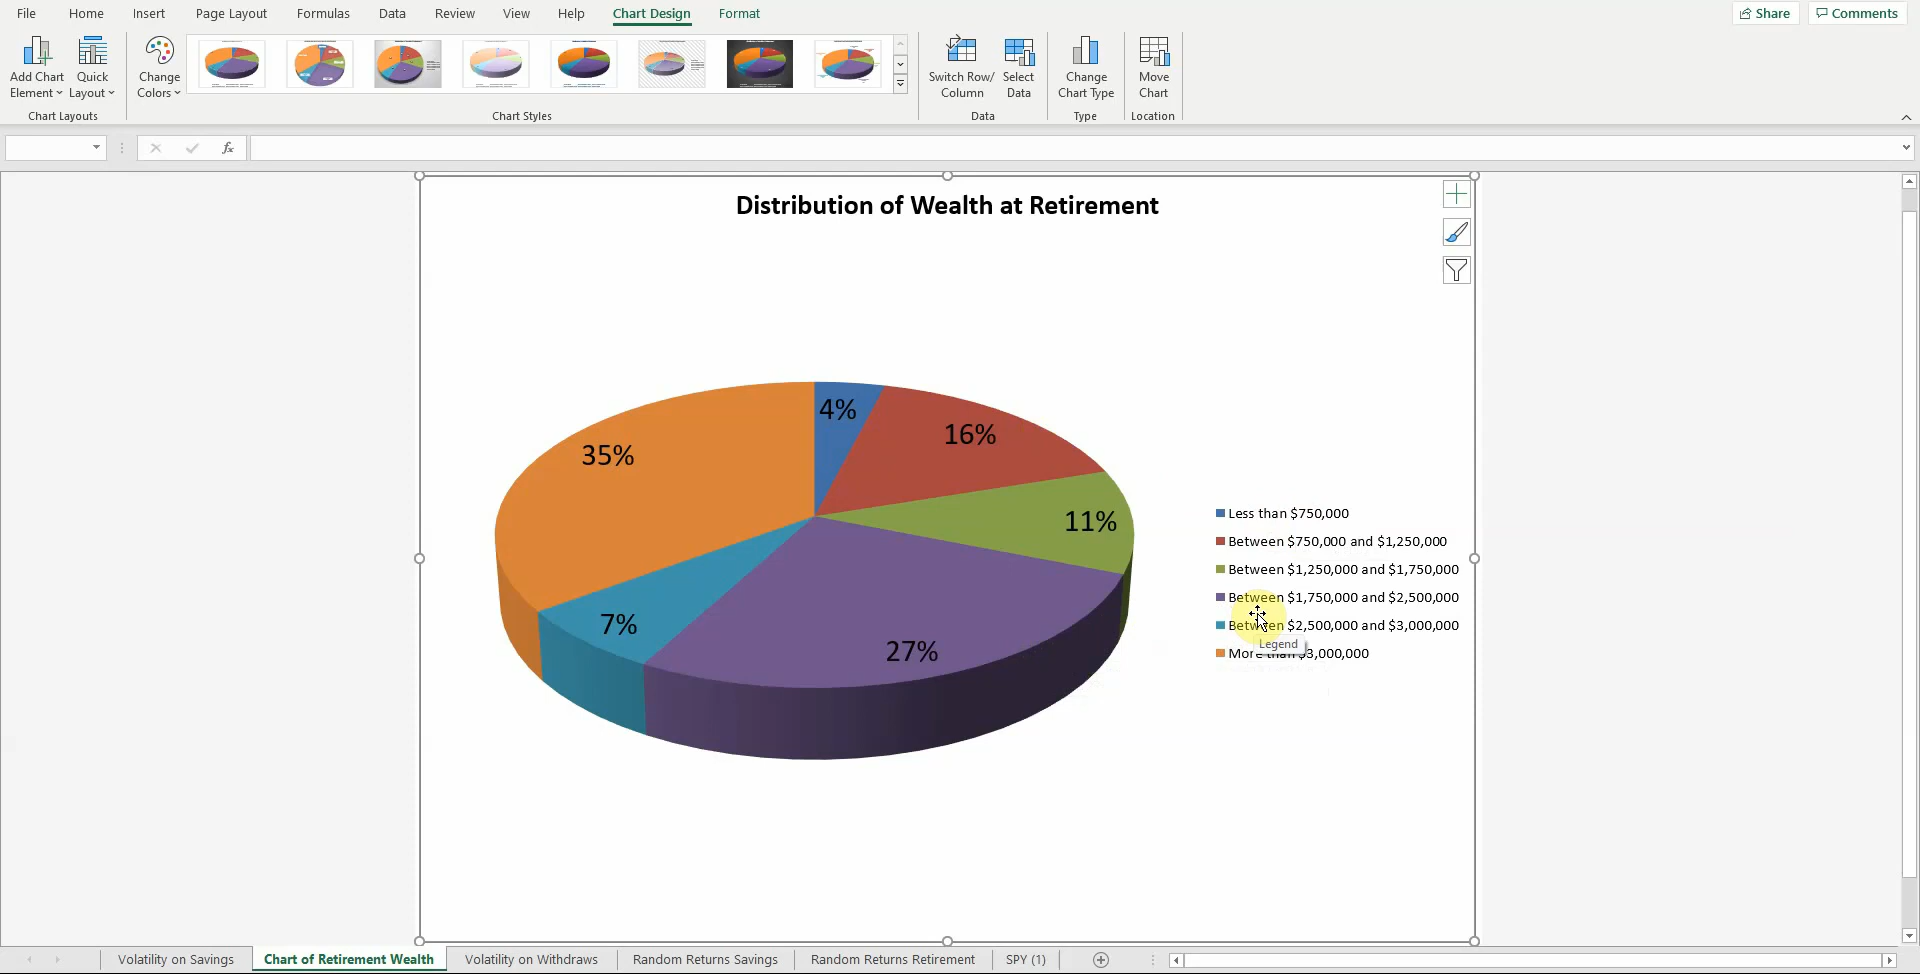 File Home Insert Page Layout Formulas Data Review View Help Chart Design Format Share Comments
Add Chart Element
Quick Layout
Change Colors
Switch Row/ Column
Select Data
Change Chart Type
Move Chart
Chart Layouts Chart Styles Data Type Location
fx
Distribution of Wealth at Retirement
4%
16%
35%
11%
7%
27%
Less than $750,000
Between $750,000 and $1,250,000
Between $1,250,000 and $1,750,000
Between $1,750,000 and $2,500,000
Between $2,500,000 and $3,000,000
Legend
More than $3,000,000
Volatility on Savings Chart of Retirement Wealth Volatility on Withdraws Random Returns Savings Random Returns Retirement SPY (1)